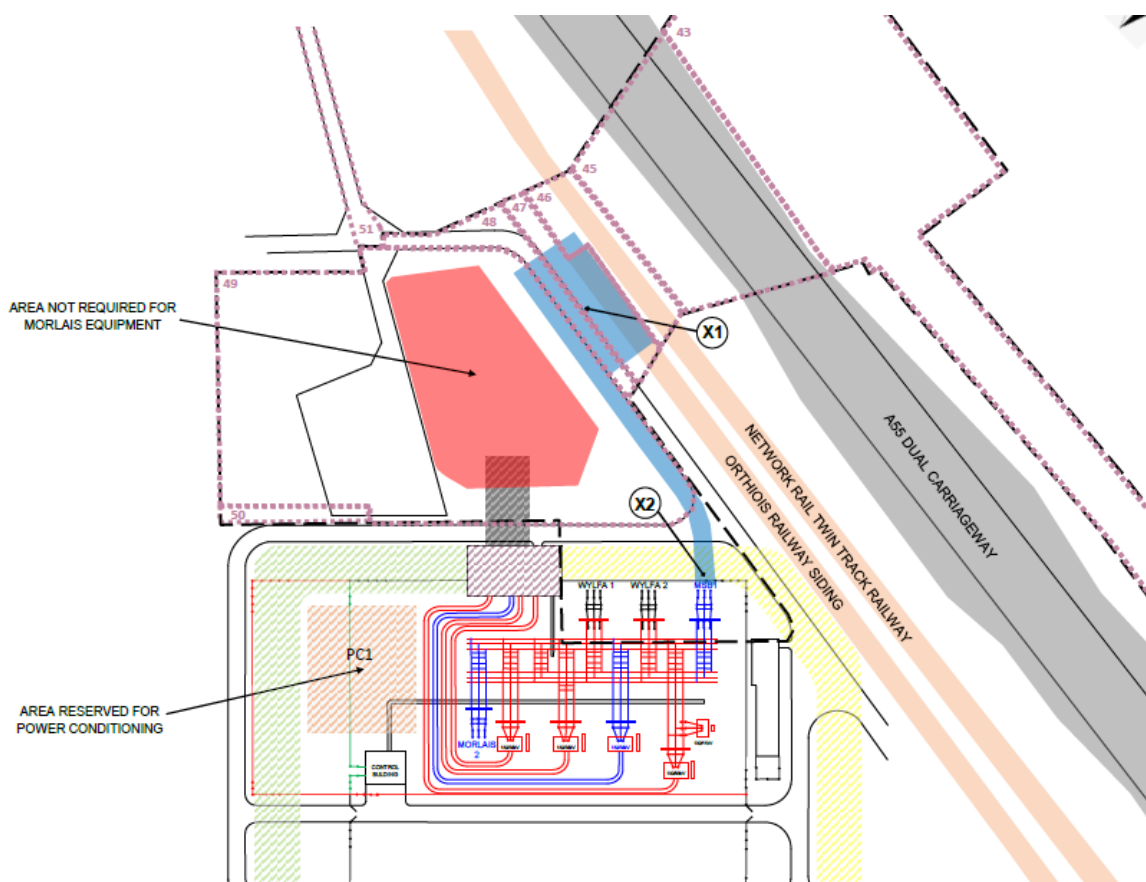 43
45
46
47
48
51
49
AREA NOT REQUIRED FOR
MORLAIS EQUIPMENT
X1
A55 DUAL CARRIAGEWAY
NETWORK RAIL TWIN TRACK RAILWAY
ORTHIOIS RAILWAY SIDING
50
X2
WYLFA 1
WYLFA 2
MSB1
PC1
AREA RESERVED FOR
POWER CONDITIONING
MORLAIS
2
CONTROL
BUILDING